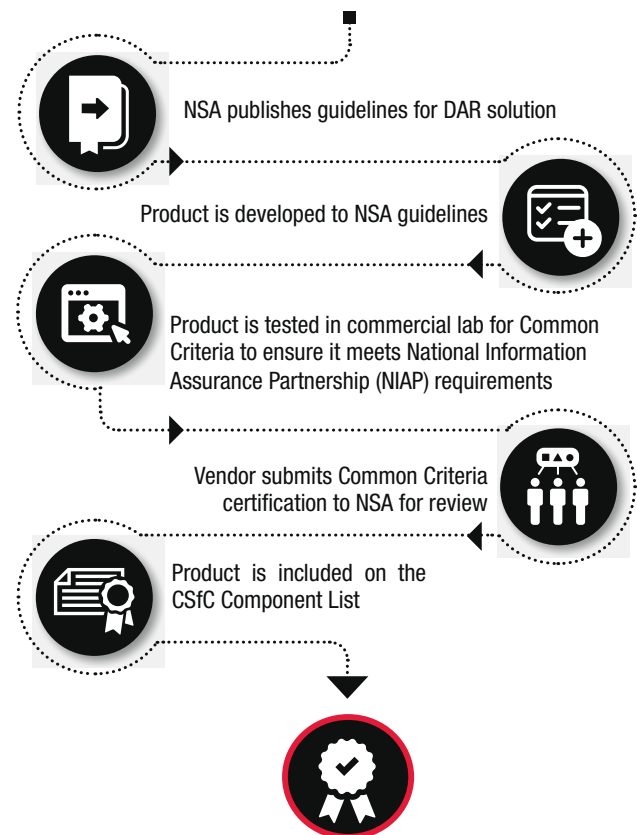 NSA publishes guidelines for DAR solution
Product is developed to NSA guidelines
Product is tested in commercial lab for Common
Criteria to ensure it meets National Information
Assurance Partnership (NIAP) requirements
Vendor submits Common Criteria
certification to NSA for review
Product is included on the
CSfC Component List